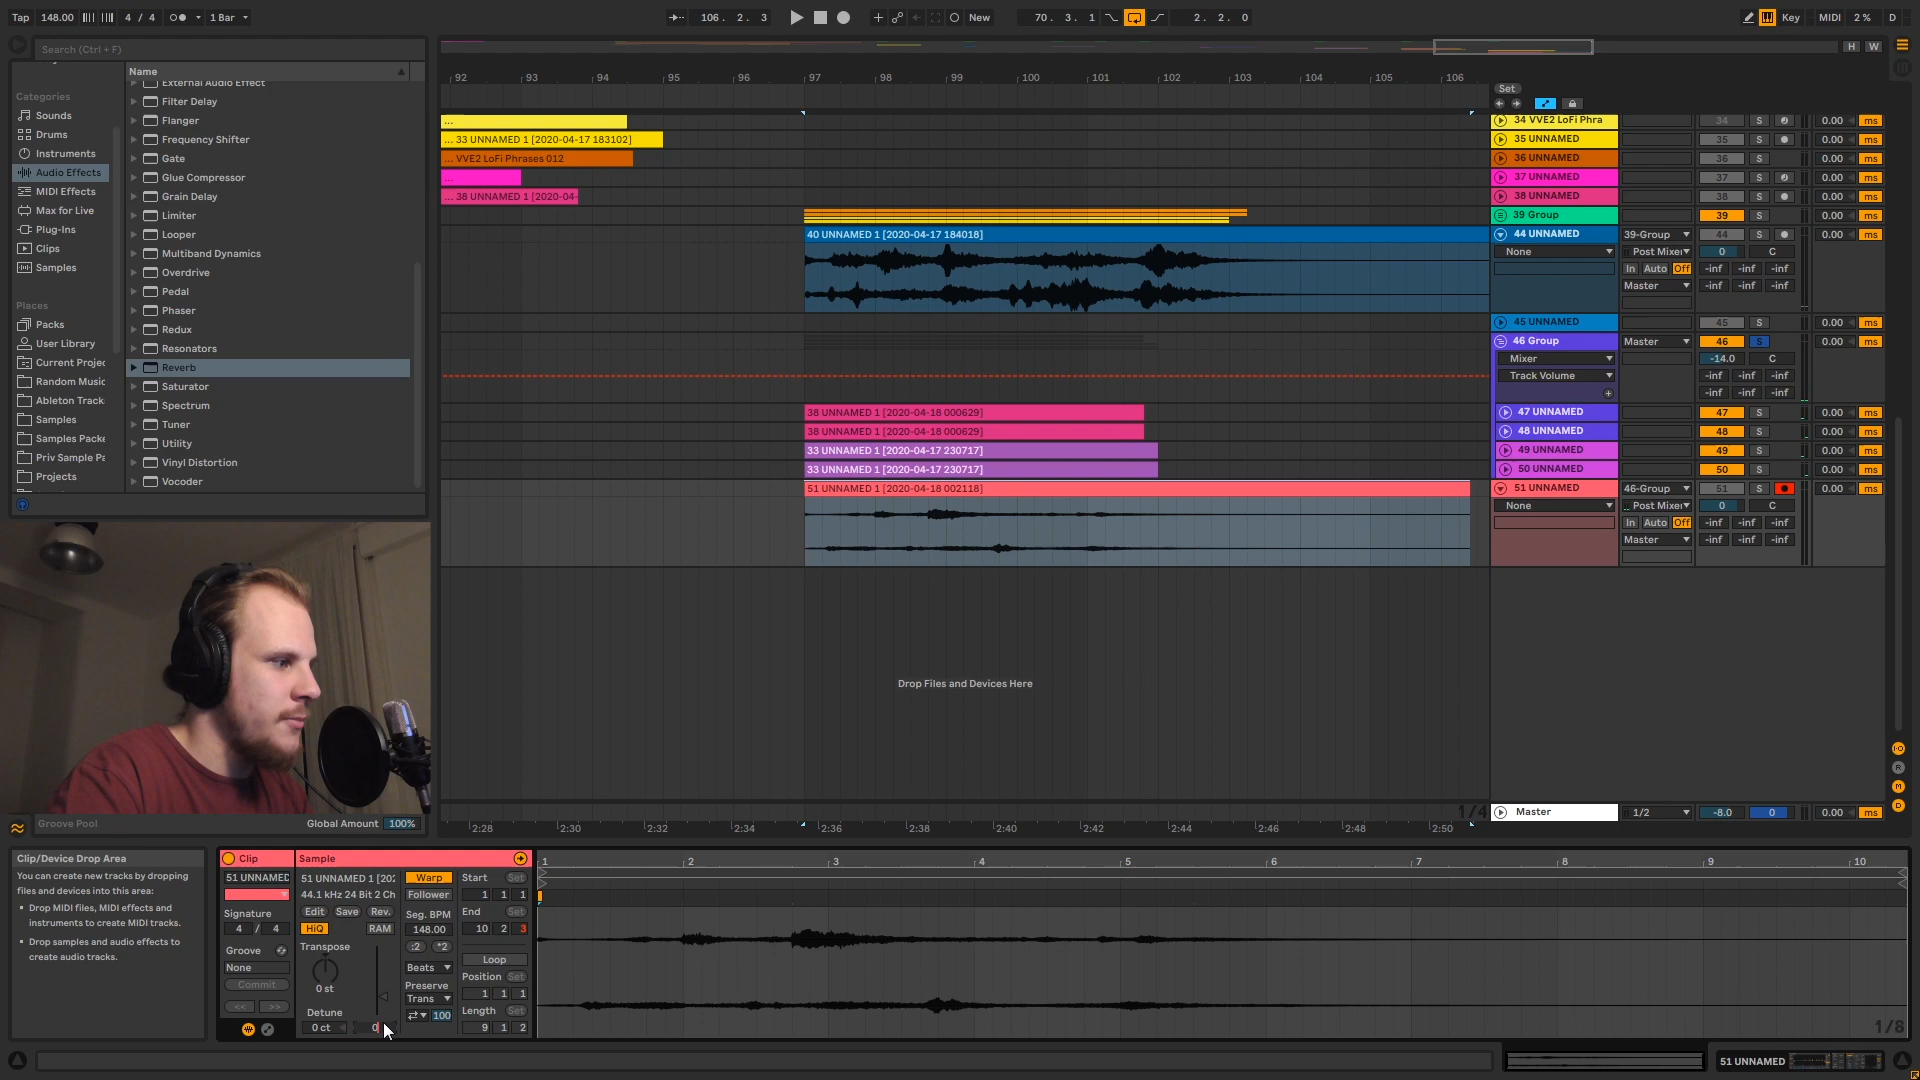 Tap 148.00 4 / 4 1 Bar 106. 2. 3 New 70. 3. 1 2. 2. 0 Key MIDI 2 % D
Search (Ctrl + F)
H W
Name
Categories
Sounds
Drums
Instruments
Audio Effects
MIDI Effects
Max for Live
Plug-Ins
Clips
Samples
Places
Packs
User Library
Current Projec
Random Music
Ableton Track
Samples
Samples Packe
Priv Sample Pa
Projects
External Audio Effect
Filter Delay
Flanger
Frequency Shifter
Gate
Glue Compressor
Grain Delay
Limiter
Looper
Multiband Dynamics
Overdrive
Pedal
Phaser
Redux
Resonators
Reverb
Saturator
Spectrum
Tuner
Utility
Vinyl Distortion
Vocoder
92 93 94 95 96 97 98 99 100 101 102 103 104 105 106
Set
...
34 VVE2 LoFi Phra 34 S 0.00 ms
... 33 UNNAMED 1 [2020-04-17 183102]
35 UNNAMED 35 S 0.00 ms
... VVE2 LoFi Phrases 012
36 UNNAMED 36 S 0.00 ms
...
37 UNNAMED 37 S 0.00 ms
... 38 UNNAMED 1 [2020-04-
38 UNNAMED 38 S 0.00 ms
39 Group 39 S 0.00 ms
40 UNNAMED 1 [2020-04-17 184018]
44 UNNAMED 39-Group 44 S 0.00 ms
None Post Mixer 0 C
In Auto Off -inf -inf -inf
Master -inf -inf -inf
45 UNNAMED 45 S 0.00 ms
46 Group Master 46 S 0.00 ms
Mixer -14.0 C
Track Volume -inf -inf -inf
-inf -inf -inf
38 UNNAMED 1 [2020-04-18 000629]
47 UNNAMED 47 S 0.00 ms
38 UNNAMED 1 [2020-04-18 000629]
48 UNNAMED 48 S 0.00 ms
33 UNNAMED 1 [2020-04-17 230717]
49 UNNAMED 49 S 0.00 ms
33 UNNAMED 1 [2020-04-17 230717]
50 UNNAMED 50 S 0.00 ms
51 UNNAMED 1 [2020-04-18 002118]
51 UNNAMED 46-Group 51 S 0.00 ms
None Post Mixer 0 C
In Auto Off -inf -inf -inf
Master -inf -inf -inf
Drop Files and Devices Here
R
M
D
1/4
Master 1/2 -8.0 0 0.00 ms
Groove Pool Global Amount 100%
2:28 2:30 2:32 2:34 2:36 2:38 2:40 2:42 2:44 2:46 2:48 2:50
Clip/Device Drop Area
You can create new tracks by dropping
files and devices into this area:
Drop MIDI files, MIDI effects and
instruments to create MIDI tracks.
Drop samples and audio effects to
create audio tracks.
Clip
51 UNNAMED
Signature
4 / 4
Groove
None
Commit
<< >>
Sample
51 UNNAMED 1 [202
44.1 kHz 24 Bit 2 Ch
Edit Save Rev.
HiQ RAM
Transpose
0 st
Detune
0 ct 0
Warp
Follower
Seg. BPM
148.00
:2 *2
Beats
Preserve
Trans
100
Start Set
1 1 1
End Set
10 2 3
Loop
Position Set
1 1 1
Length Set
9 1 2
1 2 3 4 5 6 7 8 9 10
1/8
51 UNNAMED